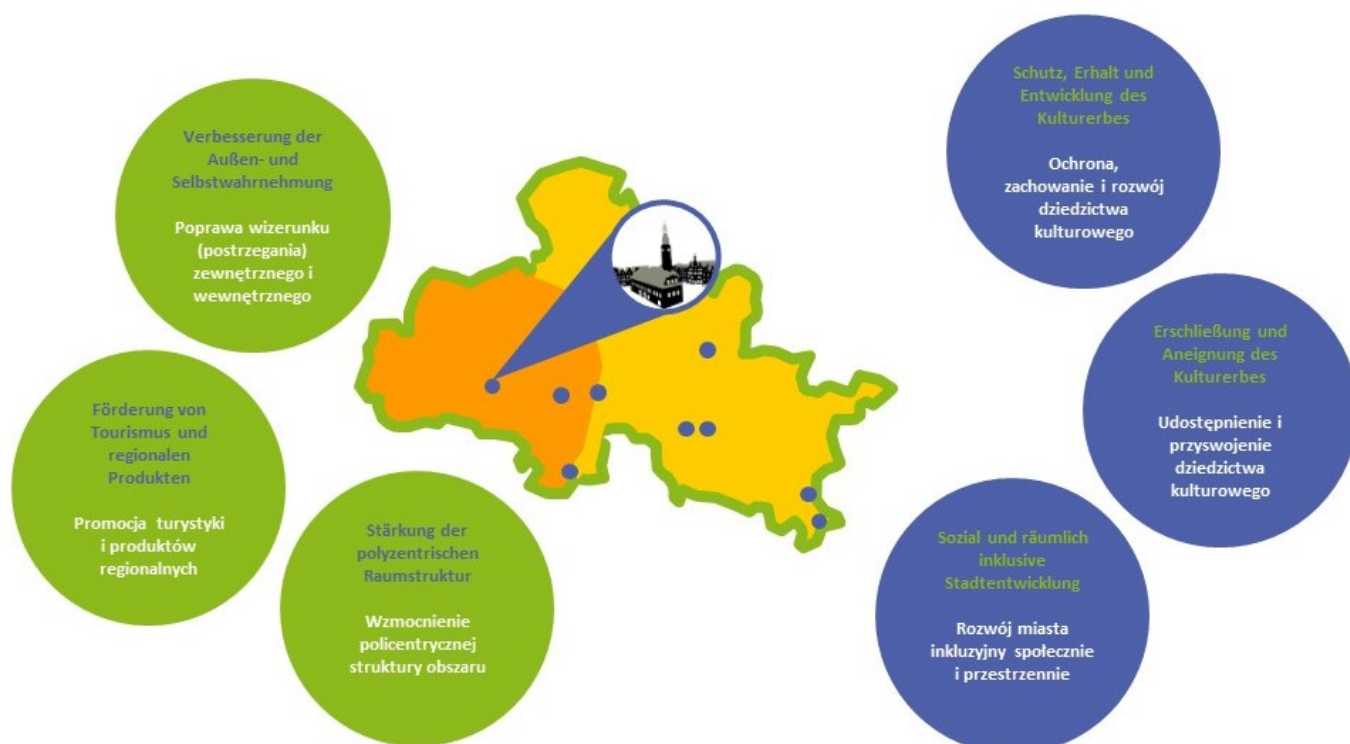 Verbesserung der
Außen- und
Selbstwahrnehmung
Poprawa wizerunku
(postrzegania)
zewnętrznego i
wewnętrznego
Förderung von
Tourismus und
regionalen
Produkten
Promocja turystyki
i produktów
regionalnych
Stärkung der
polyzentrischen
Raumstruktur
Wzmocnienie
policentrycznej
struktury obszaru
Schutz, Erhalt und
Entwicklung des
Kulturerbes
Ochrona,
zachowanie i rozwój
dziedzictwa
kulturowego
Erschließung und
Aneignung des
Kulturerbes
Udostępnienie i
przyswojenie
dziedzictwa
kulturowego
Sozial und räumlich
inklusive
Stadtentwicklung
Rozwój miasta
inkluzyjny społecznie
i przestrzennie